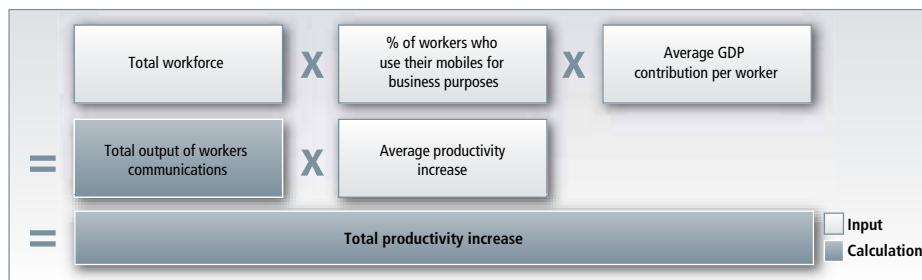 Total workforce
X
% of workers who
use their mobiles for
business purposes
X
Average GDP
contribution per worker
=
Total output of workers
communications
X
Average productivity
increase
=
Total productivity increase
Input
Calculation